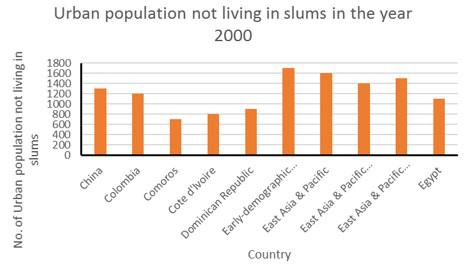 Urban population not living in slums in the year
2000
No. of Urban population not living in
slums
1800
1600
1400
1200
1000
800
600
400
200
0
China
Colombia
Comoros
Cote d'Ivoire
Dominican Republic
Early-demographic...
East Asia & Pacific
East Asia & Pacific...
East Asia & Pacific...
Egypt
Country